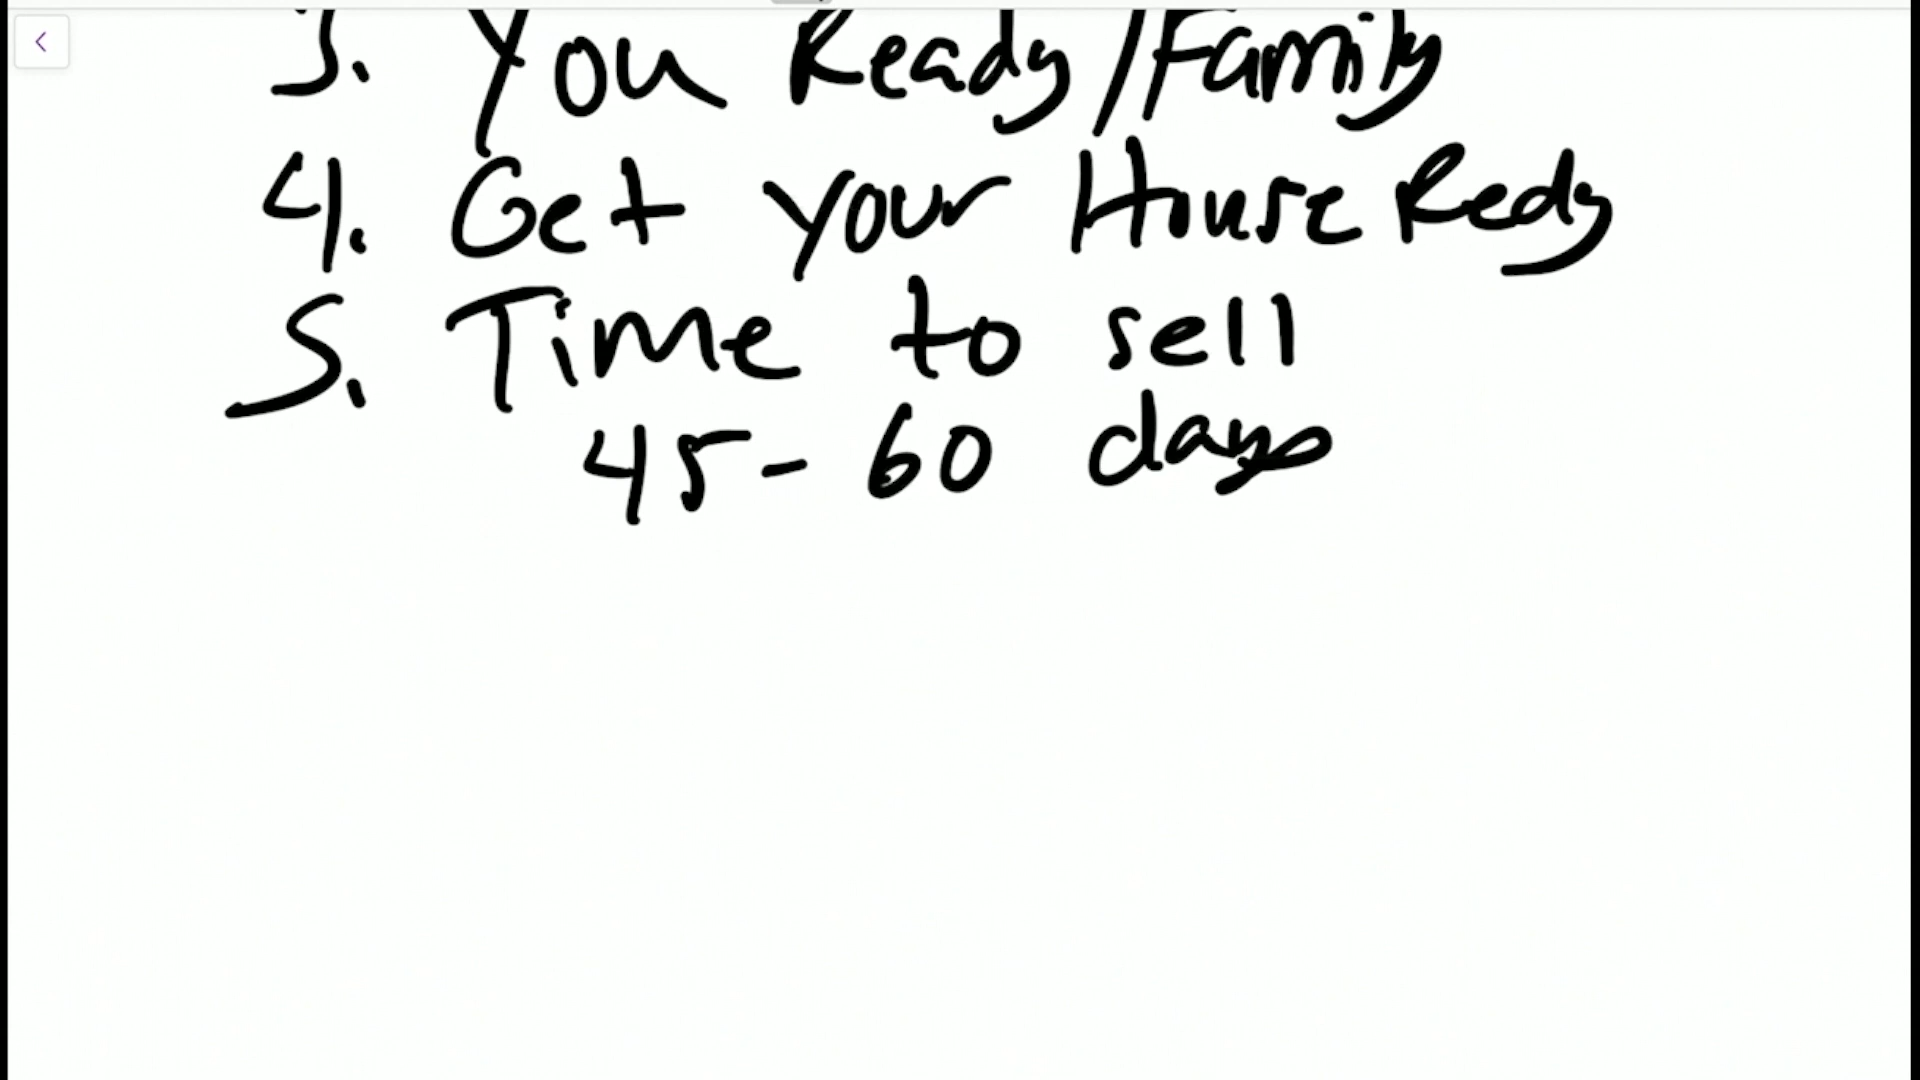 3. You Ready/Family
4. Get your House Redy
5. Time to sell
45-60 days